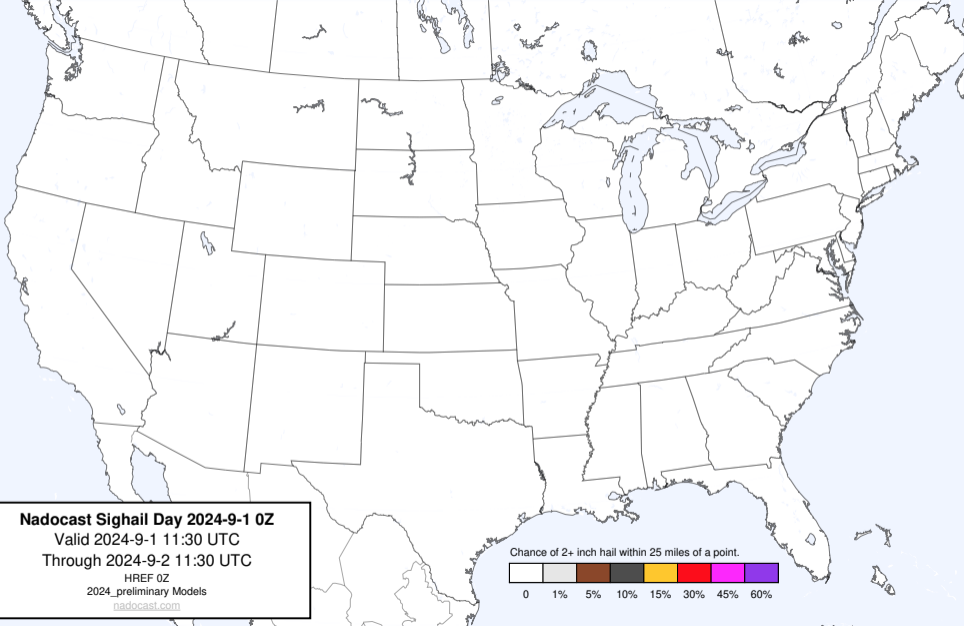 Nadocast Sighail Day 2024-9-1 0Z
Valid 2024-9-1 11:30 UTC
Through 2024-9-2 11:30 UTC
HREF 0Z
2024_preliminary Models
nadocast.com
Chance of 2+ inch hail within 25 miles of a point.
0 1% 5% 10% 15% 30% 45% 60%